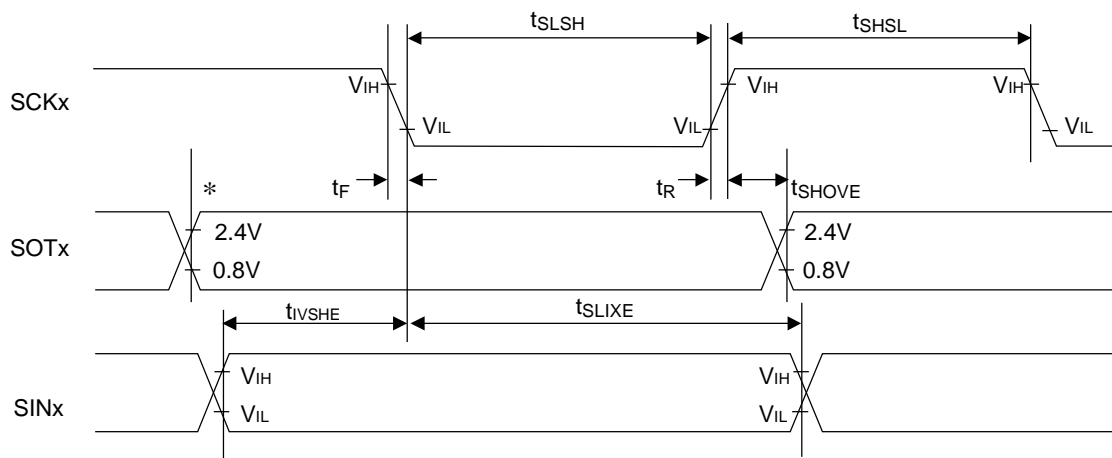 tSLSH
tSHSL
SCKx
VIH
VIL
VIL
VIH
VIH
VIL
*
tF
tR
tSHOVE
SOTx
2.4V
0.8V
2.4V
0.8V
tIVSHE
tSLIXE
SINx
VIH
VIL
VIH
VIL